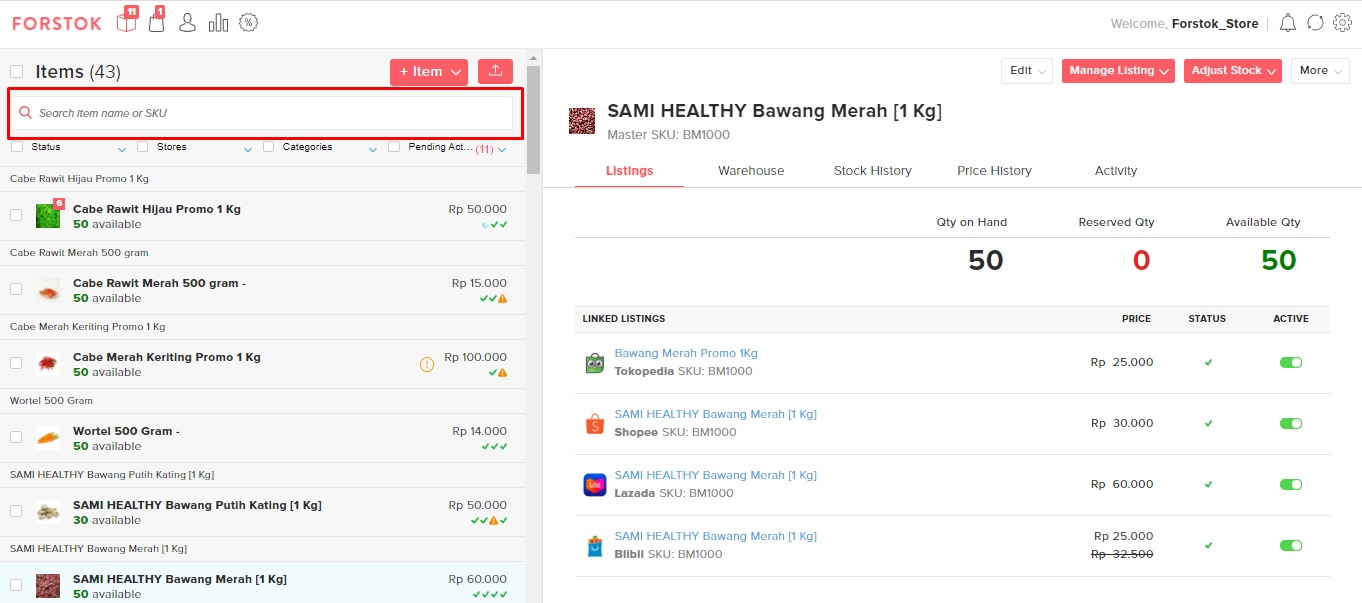 FORSTOK
11
1
Welcome, Forstok_Store
Items (43)
+ Item
Search item name or SKU
Status
Stores
Categories
Pending Act... (11)
Cabe Rawit Hijau Promo 1 Kg
6
Cabe Rawit Hijau Promo 1 Kg
Rp 50.000
50 available
Cabe Rawit Merah 500 gram
Cabe Rawit Merah 500 gram -
Rp 15.000
50 available
Cabe Merah Keriting Promo 1 Kg
Cabe Merah Keriting Promo 1 Kg
Rp 100.000
50 available
Wortel 500 Gram
Wortel 500 Gram -
Rp 14.000
50 available
SAMI HEALTHY Bawang Putih Kating [1 Kg]
SAMI HEALTHY Bawang Putih Kating [1 Kg]
Rp 50.000
30 available
SAMI HEALTHY Bawang Merah [1 Kg]
SAMI HEALTHY Bawang Merah [1 Kg]
Rp 60.000
50 available
Edit
Manage Listing
Adjust Stock
More
SAMI HEALTHY Bawang Merah [1 Kg]
Master SKU: BM1000
Listings
Warehouse
Stock History
Price History
Activity
Qty on Hand
Reserved Qty
Available Qty
50
0
50
LINKED LISTINGS
PRICE
STATUS
ACTIVE
Bawang Merah Promo 1Kg
Tokopedia SKU: BM1000
Rp 25.000
SAMI HEALTHY Bawang Merah [1 Kg]
Shopee SKU: BM1000
Rp 30.000
SAMI HEALTHY Bawang Merah [1 Kg]
Lazada SKU: BM1000
Rp 60.000
SAMI HEALTHY Bawang Merah [1 Kg]
Blibli SKU: BM1000
Rp 25.000
Rp 32.500